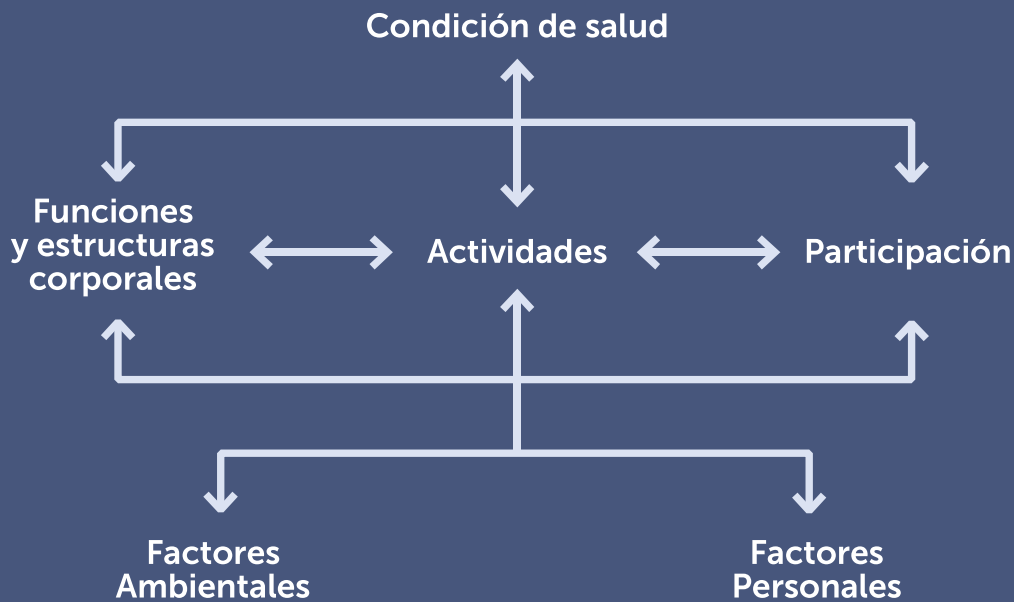 Condición de salud
Funciones
y estructuras
corporales
Actividades
Participación
Factores
Ambientales
Factores
Personales